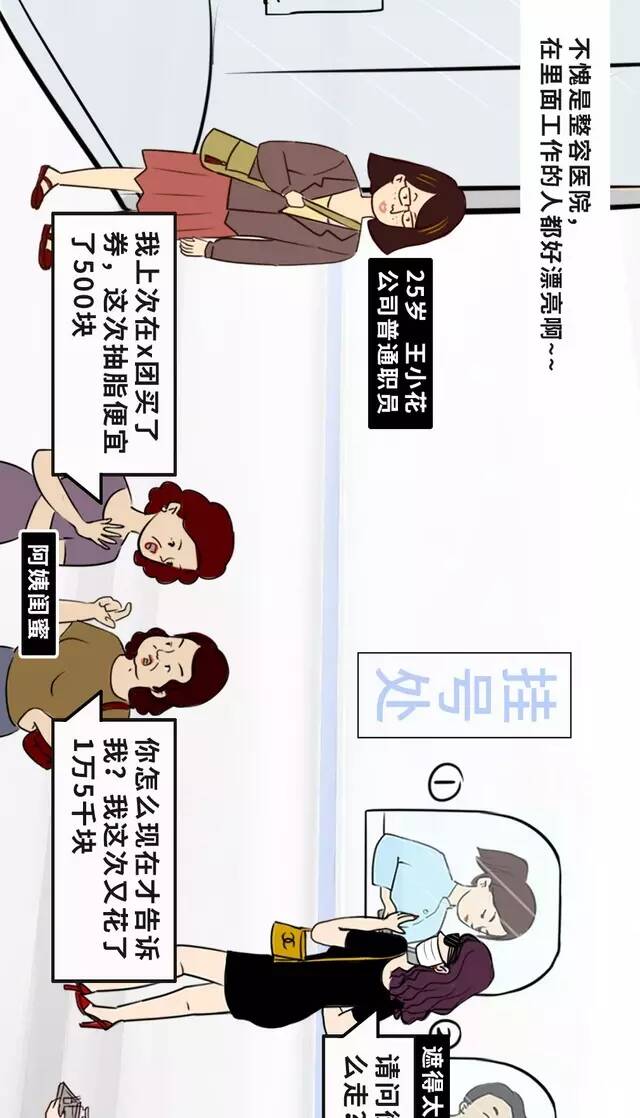 不愧是整容医院，
在里面工作的人都好漂亮啊~~
25岁 王小花
公司普通职员
我上次在x团买了
券，这次抽脂便宜
了500块
阿姨闺蜜
挂号处
①
你怎么现在才告诉
我？我这次又花了
1万5千块
遮得太
请问
么走？